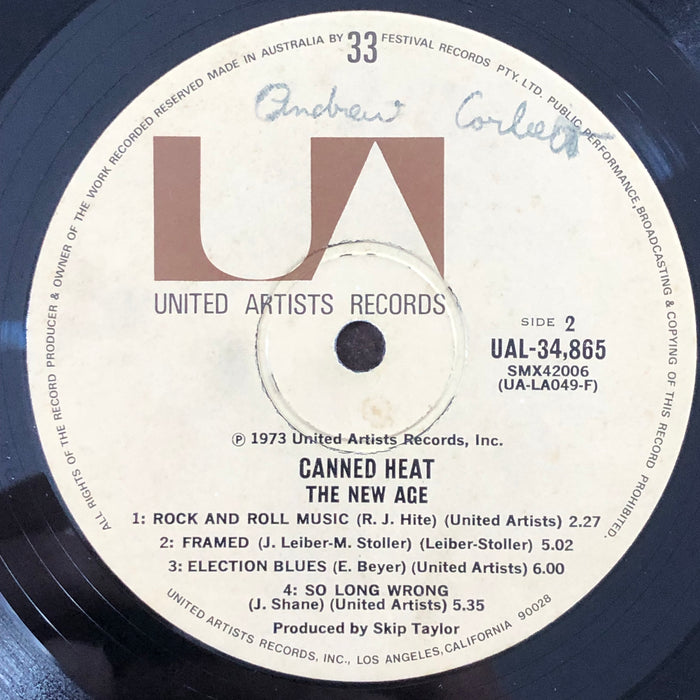 ALL RIGHTS OF THE RECORD PRODUCER & OWNER OF THE WORK RECORDED RESERVED MADE IN AUSTRALIA BY 33 FESTIVAL RECORDS PTY. LTD. PUBLIC PERFORMANCE, BROADCASTING & COPYING OF THIS RECORD PROHIBITED.
Andrew Corbett
UA
UNITED ARTISTS RECORDS
SIDE 2
UAL-34,865
SMX42006
(UA-LA049-F)
℗ 1973 United Artists Records, Inc.
CANNED HEAT
THE NEW AGE
1: ROCK AND ROLL MUSIC (R. J. Hite) (United Artists) 2.27
2: FRAMED (J. Leiber-M. Stoller) (Leiber-Stoller) 5.02
3: ELECTION BLUES (E. Beyer) (United Artists) 6.00
4: SO LONG WRONG
(J. Shane) (United Artists) 5.35
Produced by Skip Taylor
UNITED ARTISTS RECORDS, INC., LOS ANGELES, CALIFORNIA 90028